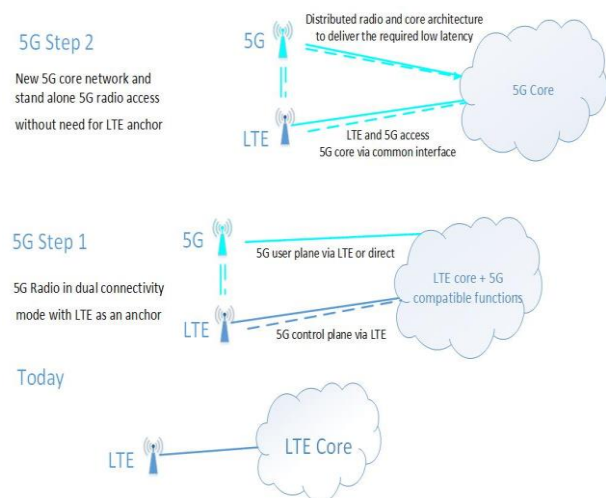 5G Step 2
New 5G core network and
stand alone 5G radio access
without need for LTE anchor
5G
LTE
Distributed radio and core architecture
to deliver the required low latency
5G Core
LTE and 5G access
5G core via common interface
5G Step 1
5G Radio in dual connectivity
mode with LTE as an anchor
5G
LTE
5G user plane via LTE or direct
5G control plane via LTE
LTE core + 5G
compatible functions
Today
LTE
LTE Core